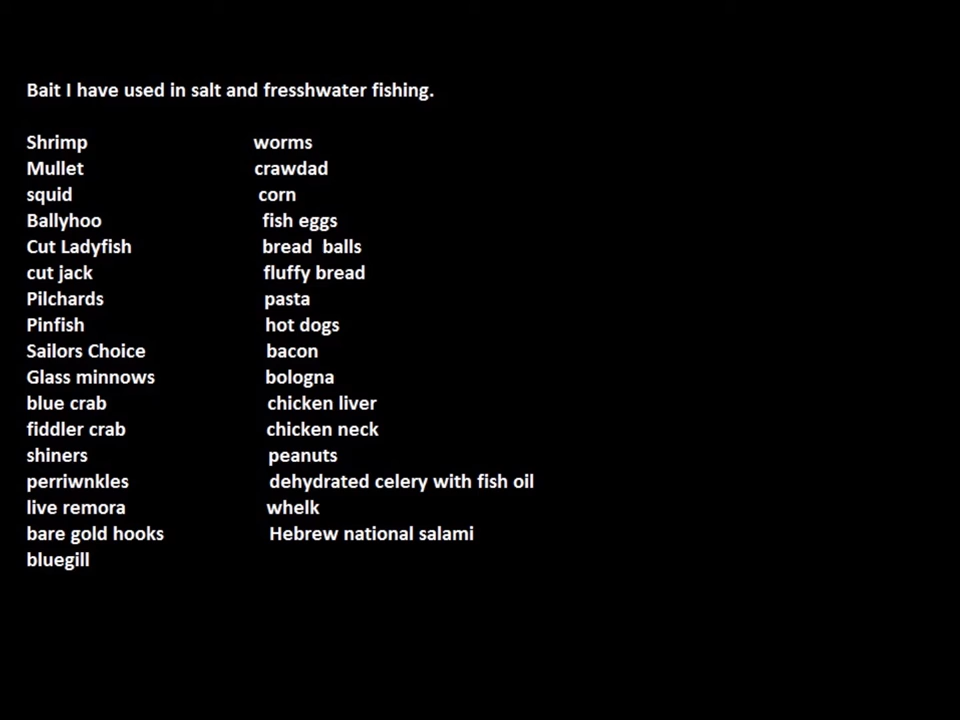 Bait I have used in salt and fresshwater fishing.
Shrimp worms
Mullet crawdad
squid corn
Ballyhoo fish eggs
Cut Ladyfish bread balls
cut jack fluffy bread
Pilchards pasta
Pinfish hot dogs
Sailors Choice bacon
Glass minnows bologna
blue crab chicken liver
fiddler crab chicken neck
shiners peanuts
perriwnkles dehydrated celery with fish oil
live remora whelk
bare gold hooks Hebrew national salami
bluegill